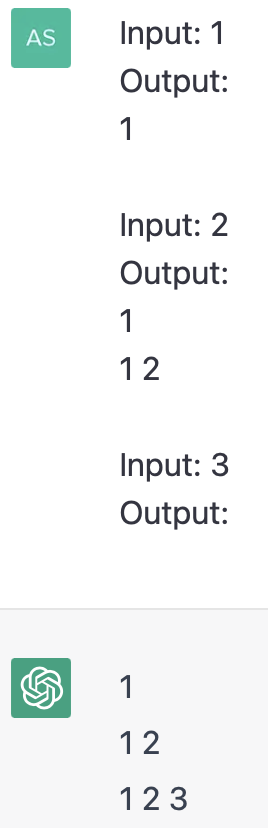 AS
Input: 1
Output:
1
Input: 2
Output:
1
1 2
Input: 3
Output:
1
1 2
1 2 3